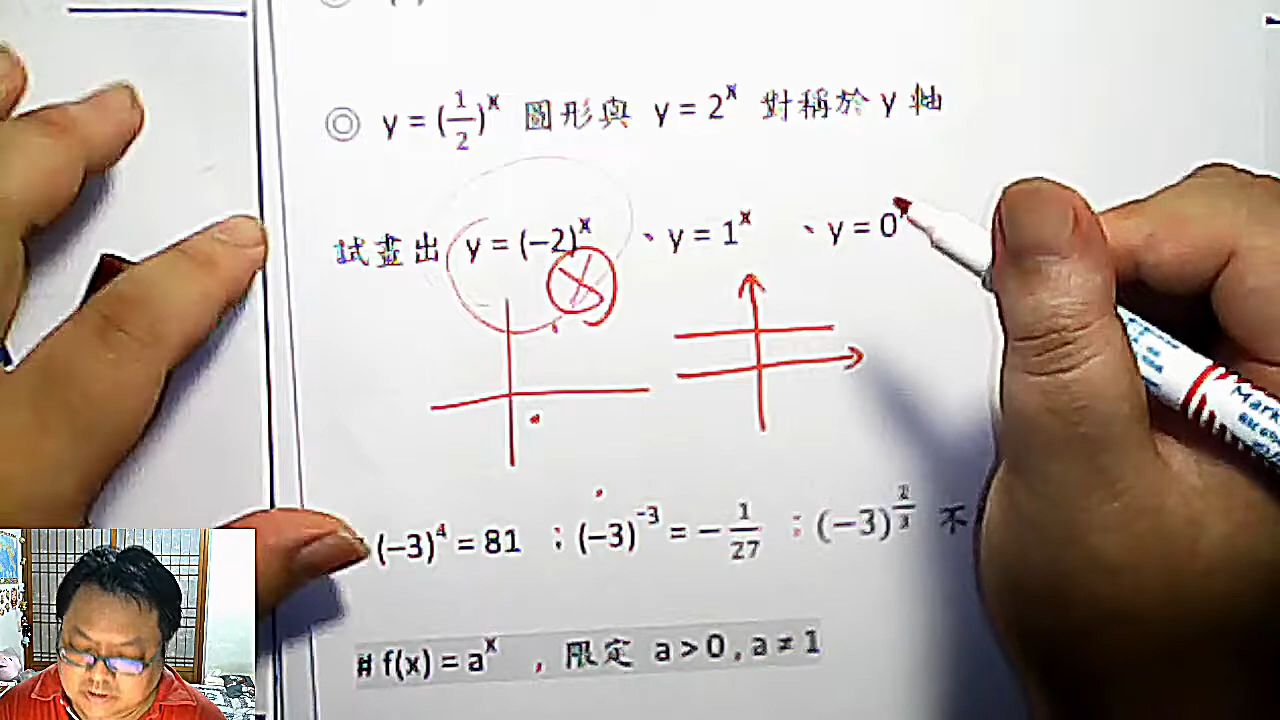 ◎ y = (1/2)^x 圖形與 y = 2^x 對稱於 y 軸
試畫出 y = (−2)^x 、y = 1^x 、y = 0
(−3)^4 = 81 ；(−3)^−3 = −1/27 ；(−3)^2/3 不
# f(x) = a^x ，限定 a > 0 , a ≠ 1
Mark